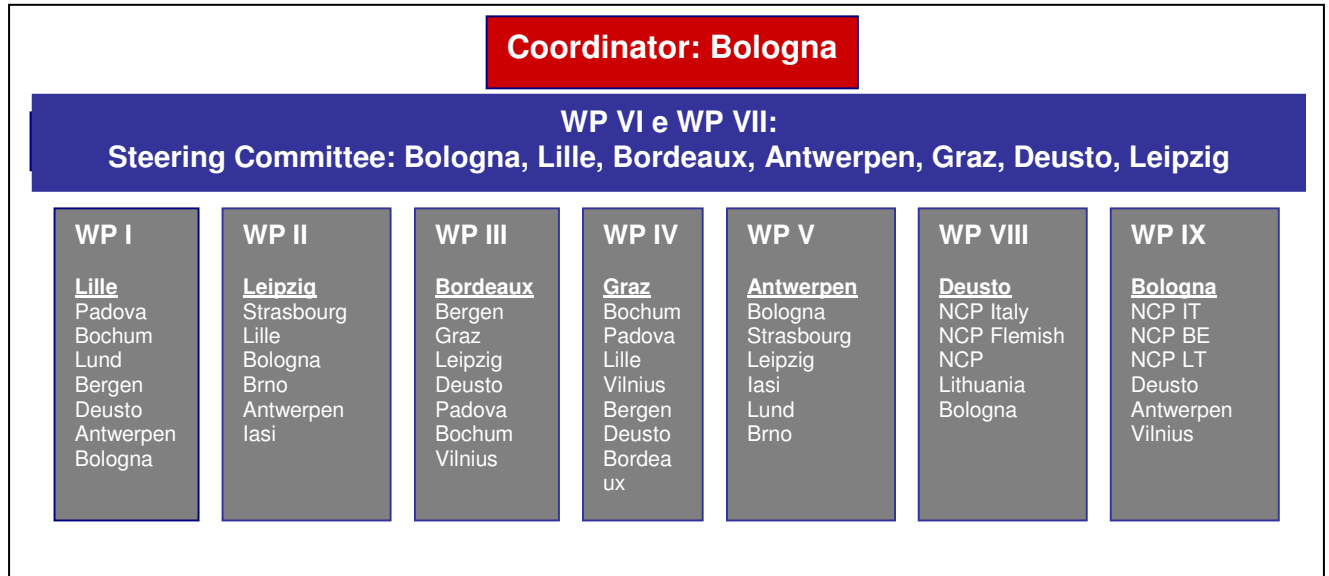 Coordinator: Bologna
WP VI e WP VII:
Steering Committee: Bologna, Lille, Bordeaux, Antwerpen, Graz, Deusto, Leipzig
WP I
Lille
Padova
Bochum
Lund
Bergen
Deusto
Antwerpen
Bologna
WP II
Leipzig
Strasbourg
Lille
Bologna
Brno
Antwerpen
Iasi
WP III
Bordeaux
Bergen
Graz
Leipzig
Deusto
Padova
Bochum
Vilnius
WP IV
Graz
Bochum
Padova
Lille
Vilnius
Bergen
Deusto
Bordea
ux
WP V
Antwerpen
Bologna
Strasbourg
Leipzig
Iasi
Lund
Brno
WP VIII
Deusto
NCP Italy
NCP Flemish
NCP
Lithuania
Bologna
WP IX
Bologna
NCP IT
NCP BE
NCP LT
Deusto
Antwerpen
Vilnius